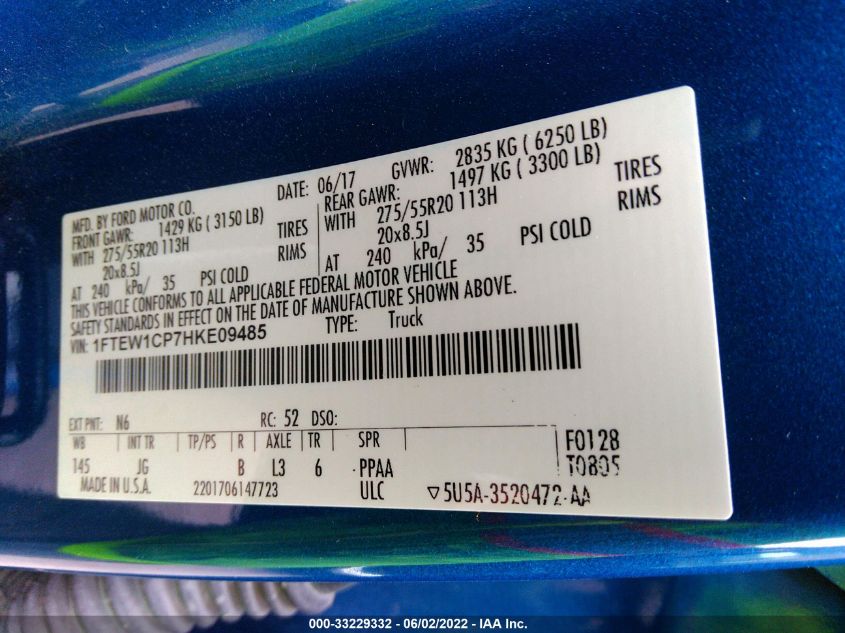 MFD. BY FORD MOTOR CO.
DATE: 06/17
GVWR: 2835 KG ( 6250 LB)
FRONT GAWR: 1429 KG ( 3150 LB)
REAR GAWR: 1497 KG ( 3300 LB)
WITH 275/55R20 113H TIRES
WITH 275/55R20 113H TIRES
20x8.5J RIMS
20x8.5J RIMS
AT 240 kPa/ 35 PSI COLD
AT 240 kPa/ 35 PSI COLD
THIS VEHICLE CONFORMS TO ALL APPLICABLE FEDERAL MOTOR VEHICLE
SAFETY STANDARDS IN EFFECT ON THE DATE OF MANUFACTURE SHOWN ABOVE.
VIN: 1FTEW1CP7HKE09485
TYPE: Truck
EXT PNT: N6 RC: 52 DSO:
WB INT TR TP/PS R AXLE TR SPR
F0128
145 JG B L3 6 PPAA
T0805
MADE IN U.S.A. 2201706147723 ULC
▽5U5A-3520472-AA
000-33229332 - 06/02/2022 - IAA Inc.